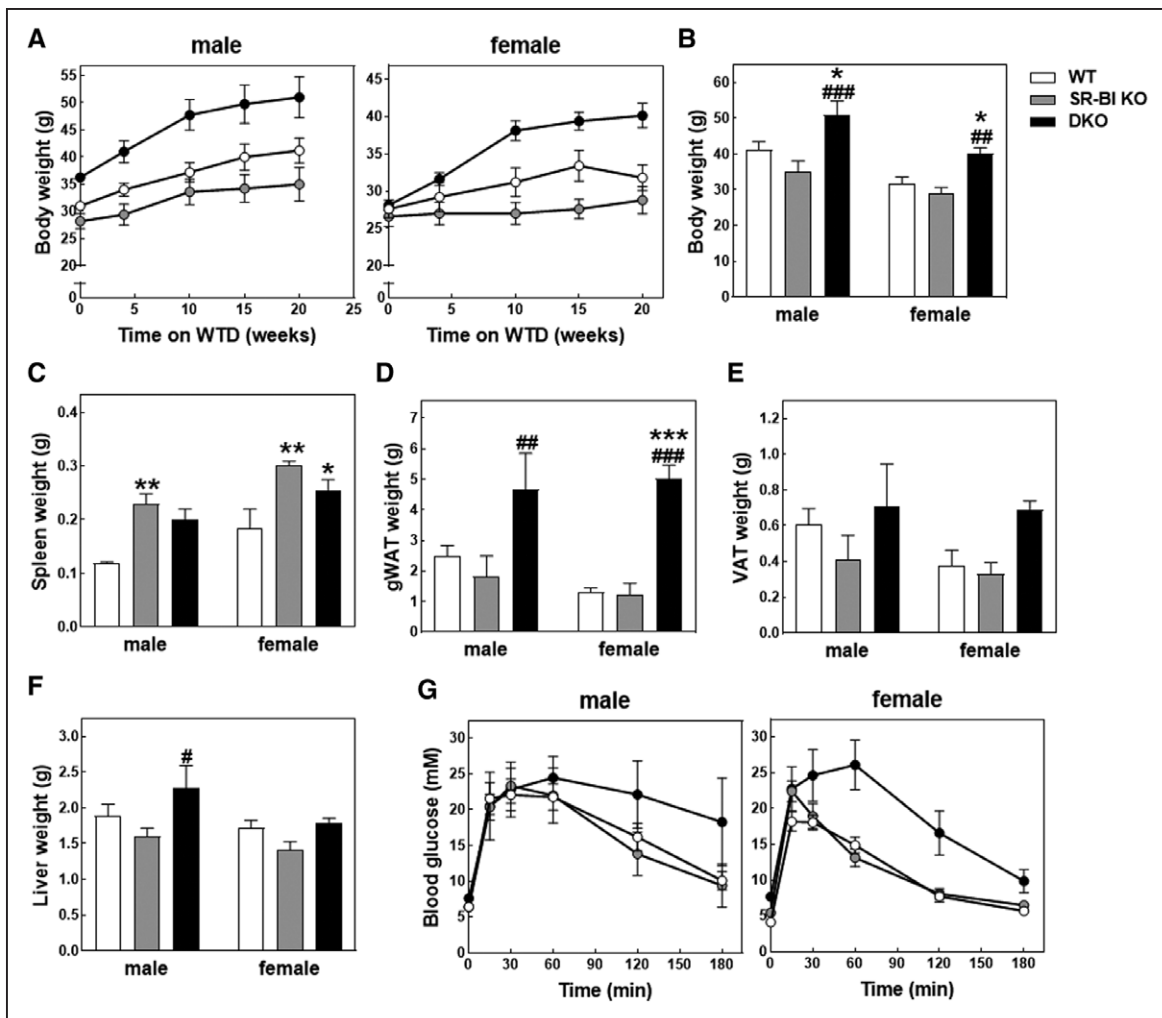 A
male
female
Body weight (g)
55
50
45
40
35
30
25
20
0
45
40
35
30
25
20
0
0 5 10 15 20 25
0 5 10 15 20
Time on WTD (weeks)
Time on WTD (weeks)
B
Body weight (g)
60
50
40
30
20
10
0
*
###
*
##
male
female
WT
SR-BI KO
DKO
C
Spleen weight (g)
0.4
0.3
0.2
0.1
0.0
**
**
*
male
female
D
gWAT weight (g)
7
6
5
4
3
2
1
0
##
***
###
male
female
E
VAT weight (g)
1.2
1.0
0.8
0.6
0.4
0.2
0.0
male
female
F
Liver weight (g)
3.0
2.5
2.0
1.5
1.0
0.5
0.0
#
male
female
G
male
female
Blood glucose (mM)
30
25
20
15
10
5
0
30
25
20
15
10
5
0
0 30 60 90 120 150 180
0 30 60 90 120 150 180
Time (min)
Time (min)